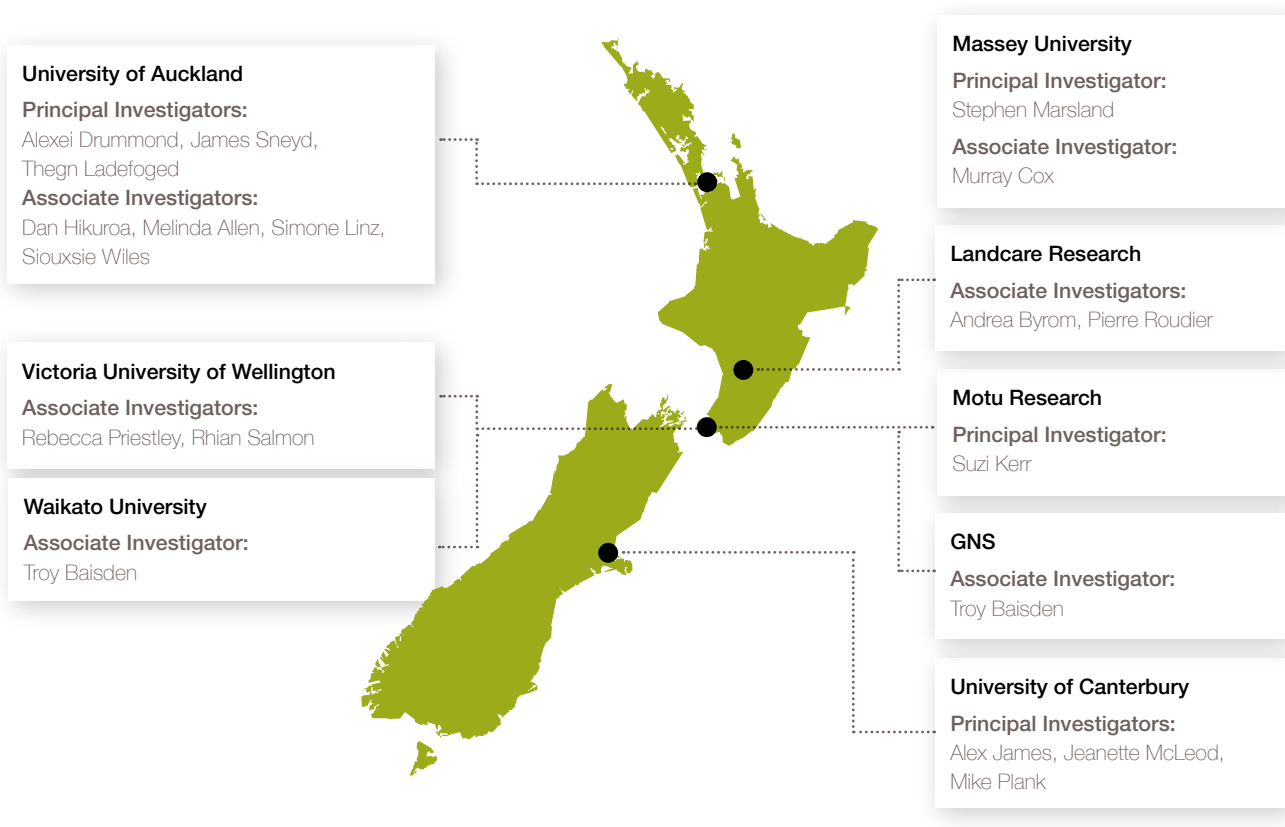 University of Auckland
Principal Investigators:
Alexei Drummond, James Sneyd,
Thegn Ladefoged
Associate Investigators:
Dan Hikuroa, Melinda Allen, Simone Linz,
Siouxsie Wiles
Victoria University of Wellington
Associate Investigators:
Rebecca Priestley, Rhian Salmon
Waikato University
Associate Investigator:
Troy Baisden
Massey University
Principal Investigator:
Stephen Marsland
Associate Investigator:
Murray Cox
Landcare Research
Associate Investigators:
Andrea Byrom, Pierre Roudier
Motu Research
Principal Investigator:
Suzi Kerr
GNS
Associate Investigator:
Troy Baisden
University of Canterbury
Principal Investigators:
Alex James, Jeanette McLeod,
Mike Plank